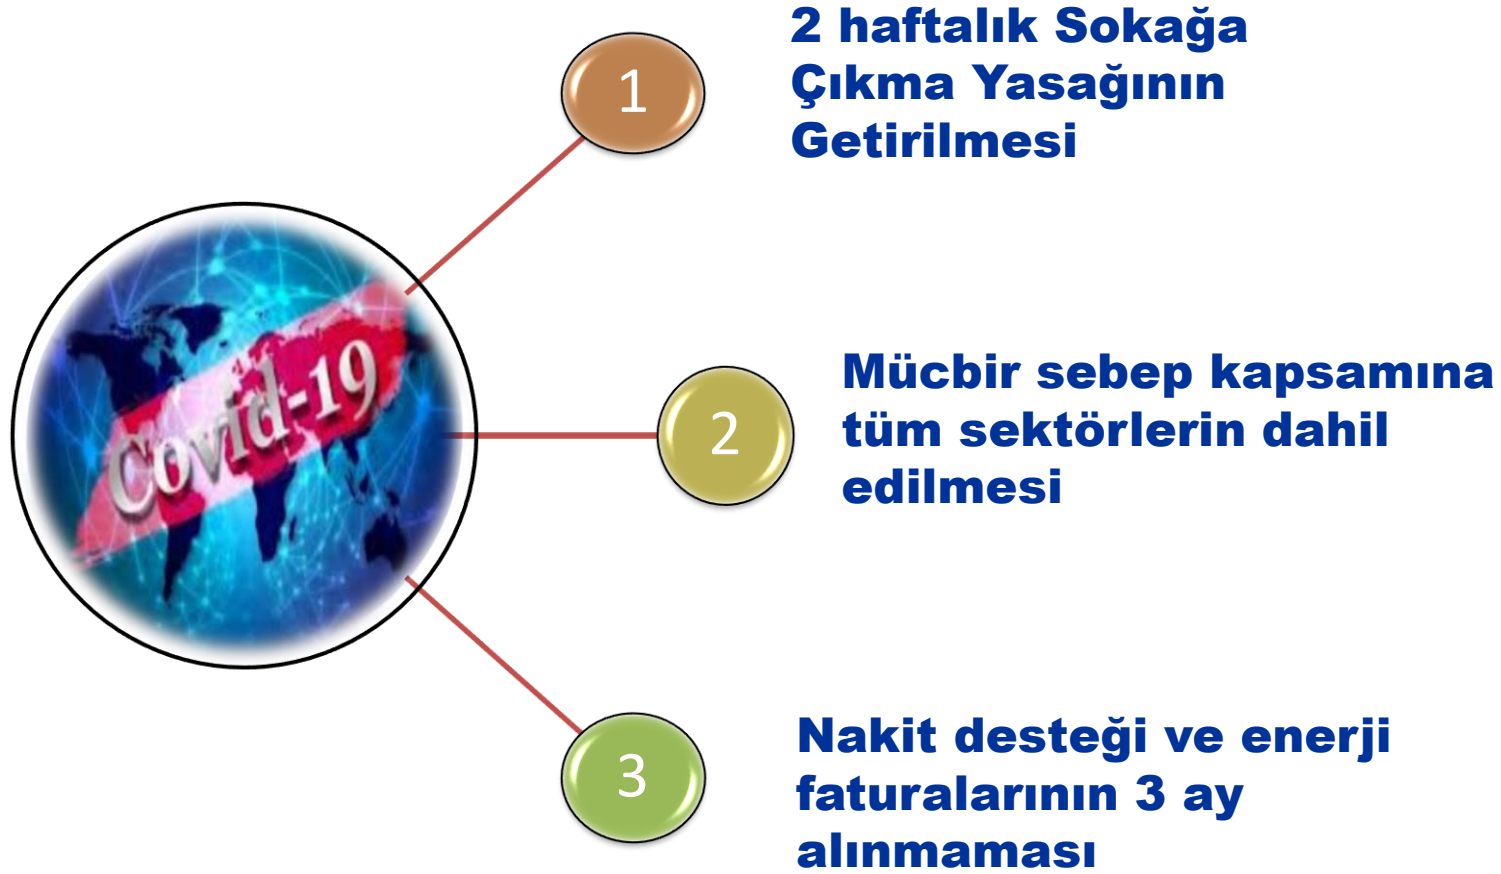 1
2 haftalık Sokağa
Çıkma Yasağının
Getirilmesi
Covid-19
2
Mücbir sebep kapsamına
tüm sektörlerin dahil
edilmesi
3
Nakit desteği ve enerji
faturalarının 3 ay
alınmaması